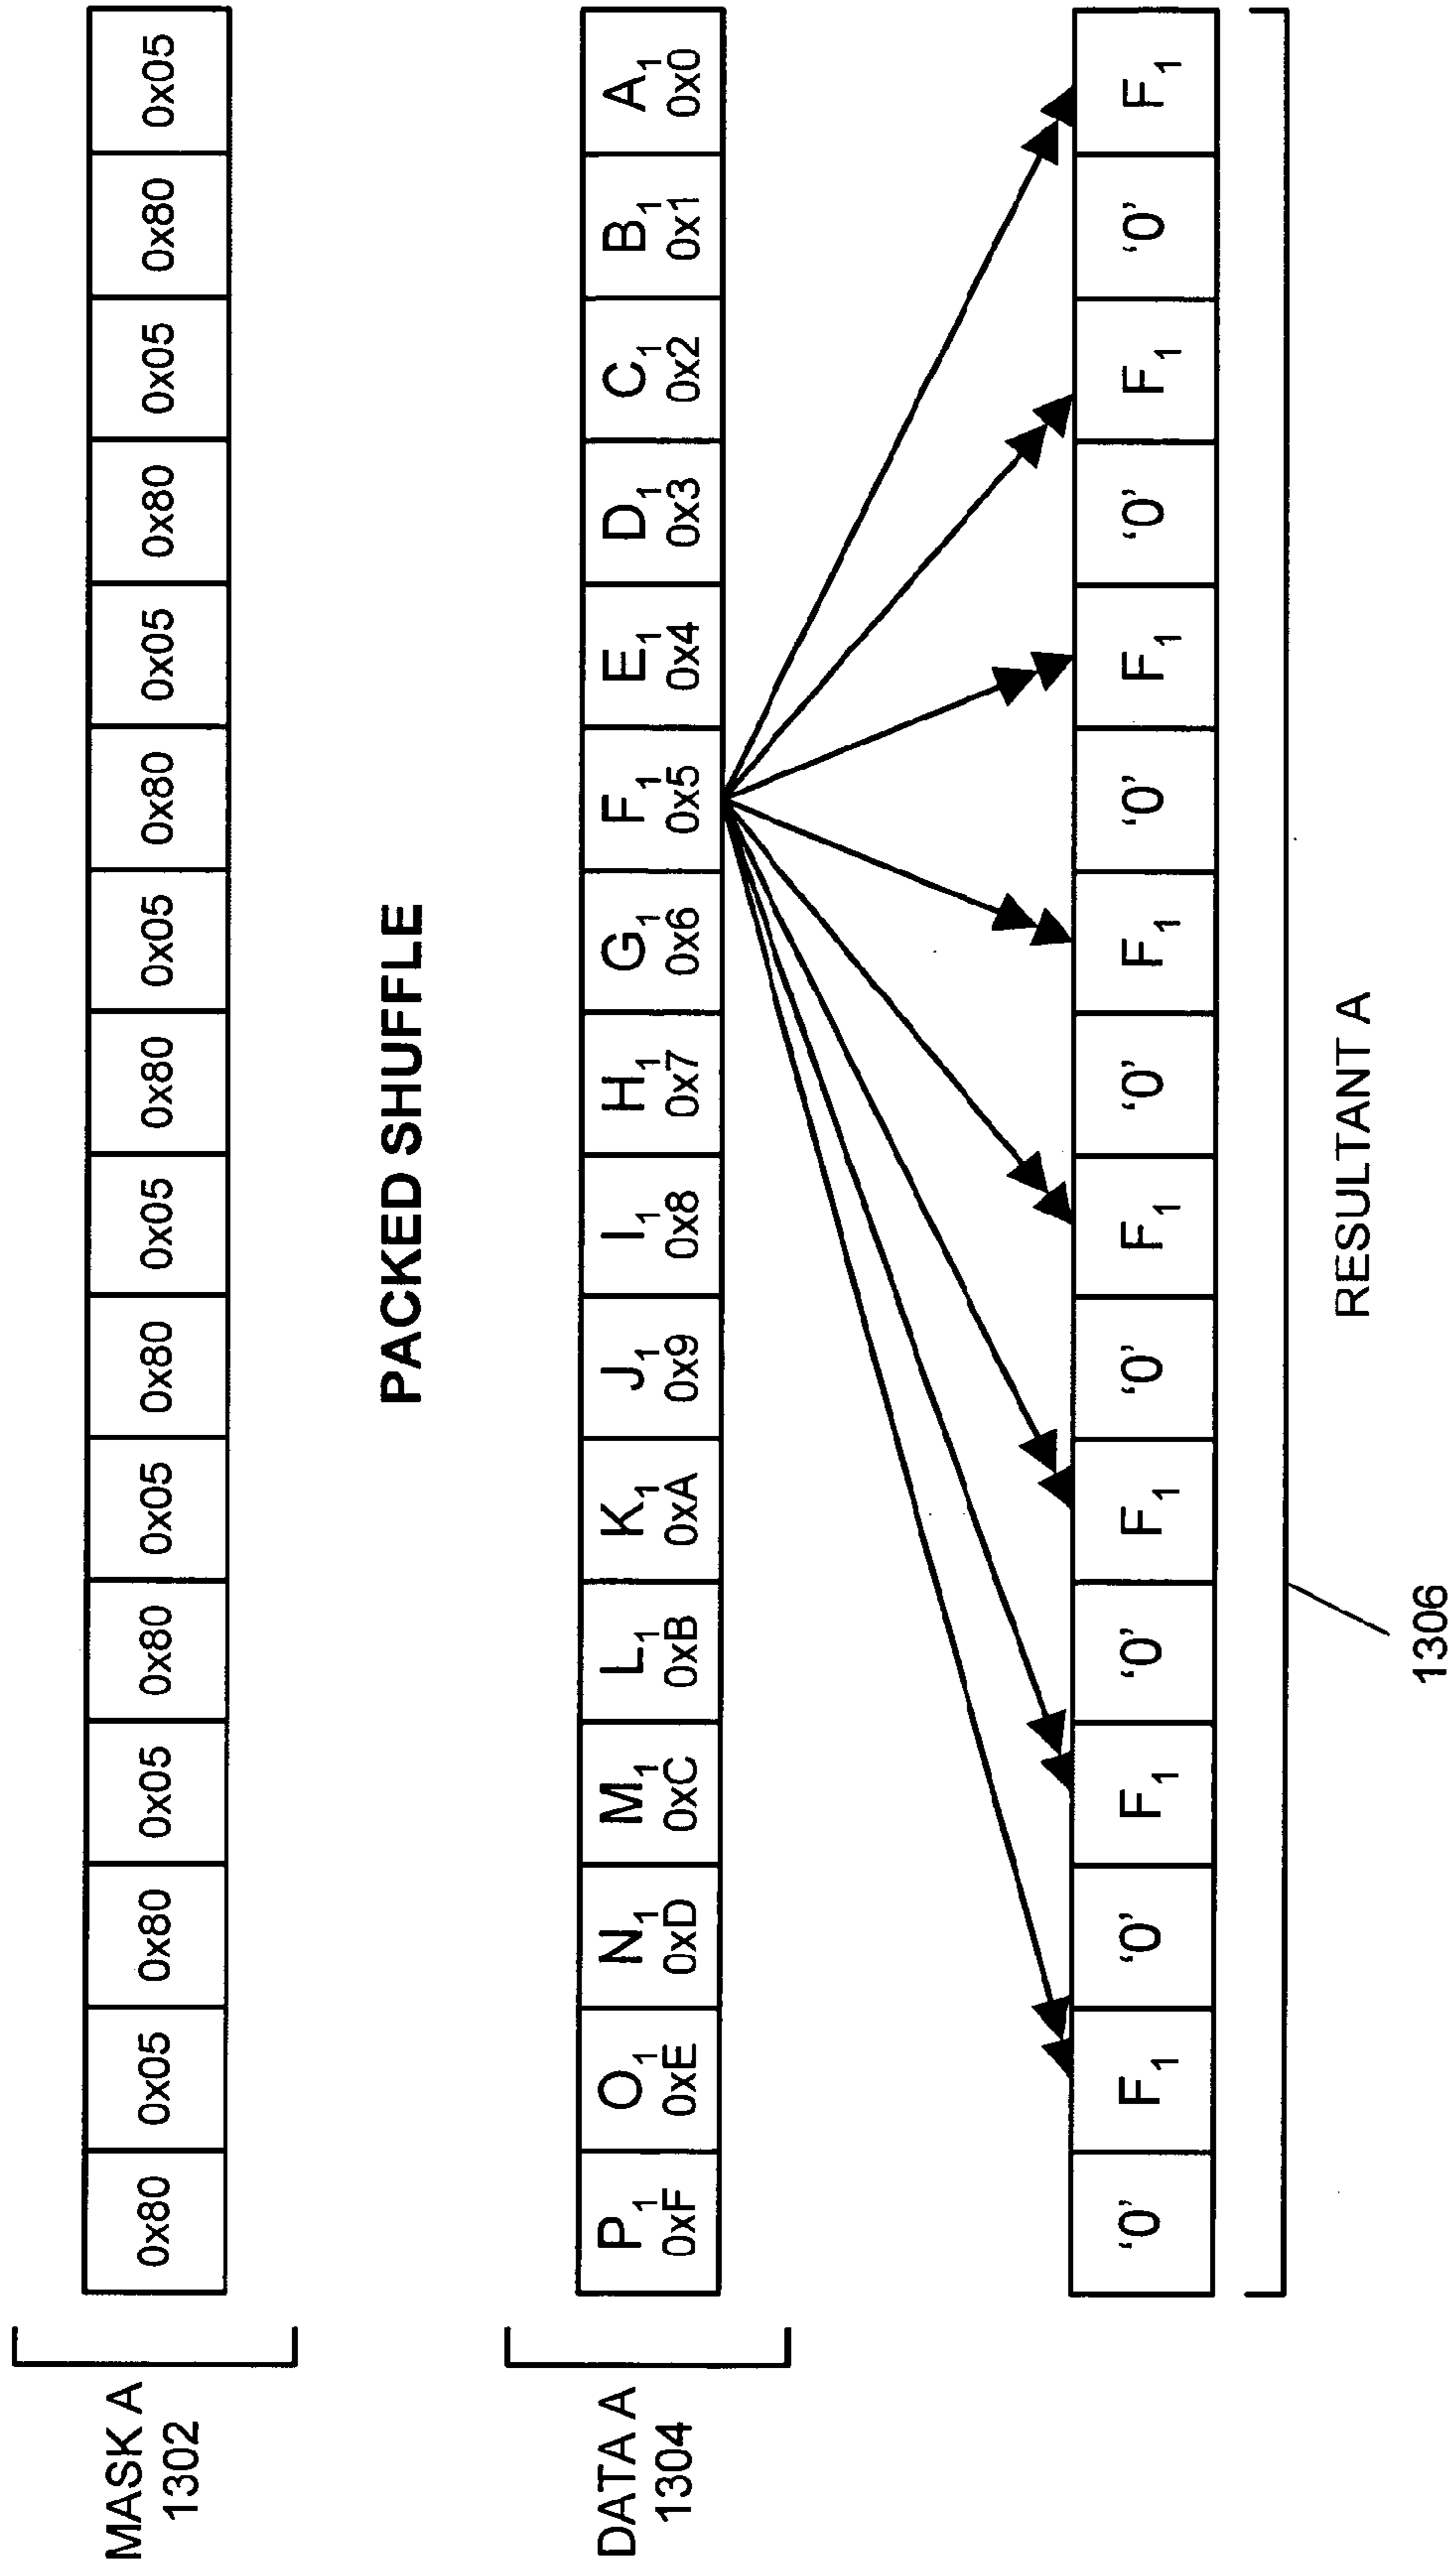 MASK A
1302
0x80 0x05 0x80 0x05 0x80 0x05 0x80 0x05 0x80 0x05 0x80 0x05 0x80 0x05 0x80 0x05
PACKED SHUFFLE
DATA A
1304
P1 O1 N1 M1 L1 K1 J1 I1 H1 G1 F1 E1 D1 C1 B1 A1
0xF 0xE 0xD 0xC 0xB 0xA 0x9 0x8 0x7 0x6 0x5 0x4 0x3 0x2 0x1 0x0
‘0’ F1 ‘0’ F1 ‘0’ F1 ‘0’ F1 ‘0’ F1 ‘0’ F1 ‘0’ F1 ‘0’ F1
RESULTANT A
1306